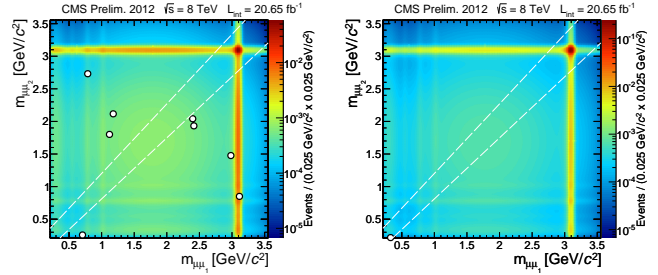 CMS Prelim. 2012 √s = 8 TeV L_int = 20.65 fb⁻¹
m_μμ₂ [GeV/c²]
3.5
3
2.5
2
1.5
1
0.5
0.5 1 1.5 2 2.5 3 3.5
m_μμ₁ [GeV/c²]
10⁻²
10⁻³
10⁻⁴
10⁻⁵
Events / (0.025 GeV/c² x 0.025 GeV/c²)
CMS Prelim. 2012 √s = 8 TeV L_int = 20.65 fb⁻¹
m_μμ₂ [GeV/c²]
3.5
3
2.5
2
1.5
1
0.5
0.5 1 1.5 2 2.5 3 3.5
m_μμ₁ [GeV/c²]
10⁻¹
10⁻²
10⁻³
10⁻⁴
10⁻⁵
Events / (0.025 GeV/c² x 0.025 GeV/c²)